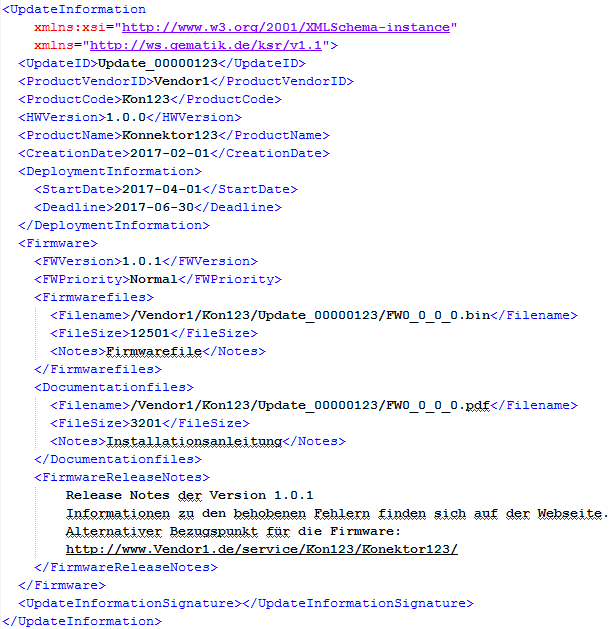 <UpdateInformation
xmlns:xsi="http://www.w3.org/2001/XMLSchema-instance"
xmlns="http://ws.gematik.de/ksr/v1.1">
<UpdateID>Update_00000123</UpdateID>
<ProductVendorID>Vendor1</ProductVendorID>
<ProductCode>Kon123</ProductCode>
<HWVersion>1.0.0</HWVersion>
<ProductName>Konnektor123</ProductName>
<CreationDate>2017-02-01</CreationDate>
<DeploymentInformation>
<StartDate>2017-04-01</StartDate>
<Deadline>2017-06-30</Deadline>
</DeploymentInformation>
<Firmware>
<FWVersion>1.0.1</FWVersion>
<FWPriority>Normal</FWPriority>
<Firmwarefiles>
<Filename>/Vendor1/Kon123/Update_00000123/FW0_0_0_0.bin</Filename>
<FileSize>12501</FileSize>
<Notes>Firmwarefile</Notes>
</Firmwarefiles>
<Documentationfiles>
<Filename>/Vendor1/Kon123/Update_00000123/FW0_0_0_0.pdf</Filename>
<FileSize>3201</FileSize>
<Notes>Installationsanleitung</Notes>
</Documentationfiles>
<FirmwareReleaseNotes>
Release Notes der Version 1.0.1
Informationen zu den behobenen Fehlern finden sich auf der Webseite.
Alternativer Bezugspunkt für die Firmware:
http://www.Vendor1.de/service/Kon123/Konektor123/
</FirmwareReleaseNotes>
</Firmware>
<UpdateInformationSignature></UpdateInformationSignature>
</UpdateInformation>